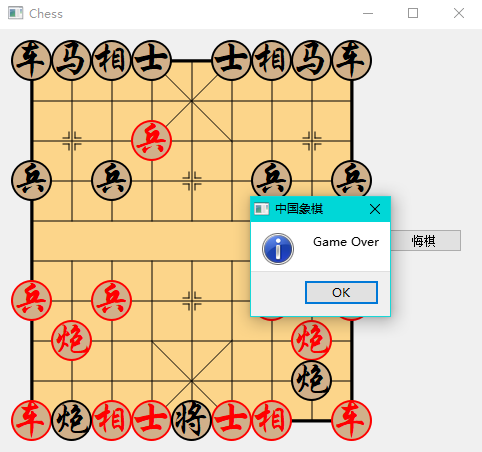 Chess
车 马 相 士 士 相 马 车
兵
兵 兵 兵 兵
中国象棋
Game Over
OK
悔棋
兵 兵
炮 炮
炮
车 炮 相 士 将 士 相 车